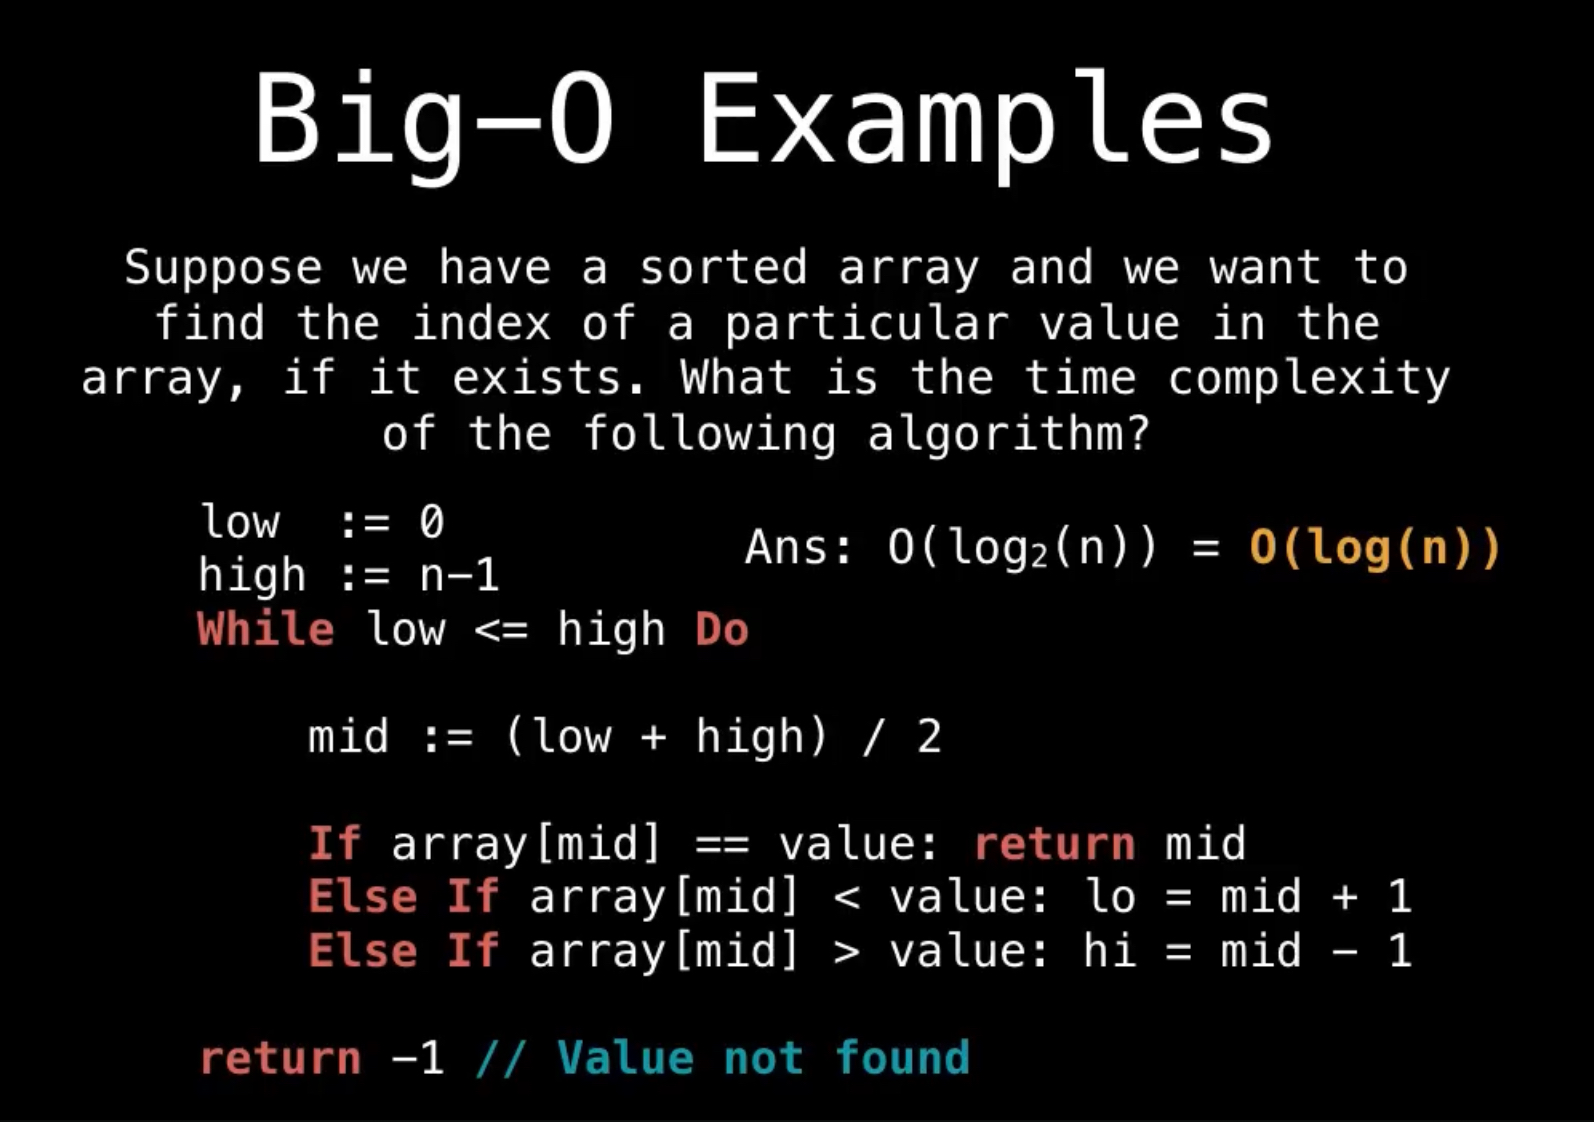 Big-O Examples
Suppose we have a sorted array and we want to
find the index of a particular value in the
array, if it exists. What is the time complexity
of the following algorithm?
low  := 0
high := n-1
Ans: O(log₂(n)) = O(log(n))
While low <= high Do
mid := (low + high) / 2
If array[mid] == value: return mid
Else If array[mid] < value: lo = mid + 1
Else If array[mid] > value: hi = mid - 1
return -1 // Value not found